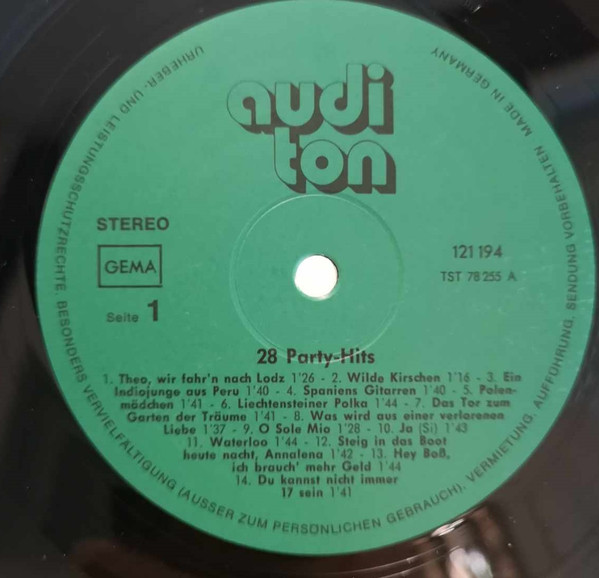 audi
ton
STEREO
GEMA
Seite 1
121 194
TST 78 255 A
28 Party-Hits
1. Theo, wir fahr'n nach Lodz 1'26 - 2. Wilde Kirschen 1'16 - 3. Ein
Indiojunge aus Peru 1'40 - 4. Spaniens Gitarren 1'40 - 5. Polen-
mädchen 1'41 - 6. Liechtensteiner Polka 1'44 - 7. Das Tor zum
Garten der Träume 1'41 - 8. Was wird aus einer verlorenen
Liebe 1'37 - 9. O Sole Mio 1'28 - 10. Ja (Si) 1'43
11. Waterloo 1'44 - 12. Steig in das Boot
heute nacht, Annalena 1'42 - 13. Hey Boß,
ich brauch' mehr Geld 1'44
14. Du kannst nicht immer
17 sein 1'41
URHEBER- UND LEISTUNGSSCHUTZRECHTE, BESONDERS VERVIELFÄLTIGUNG (AUSSER ZUM PERSÖNLICHEN GEBRAUCH), VERMIETUNG, AUFFÜHRUNG, SENDUNG VORBEHALTEN. MADE IN GERMANY